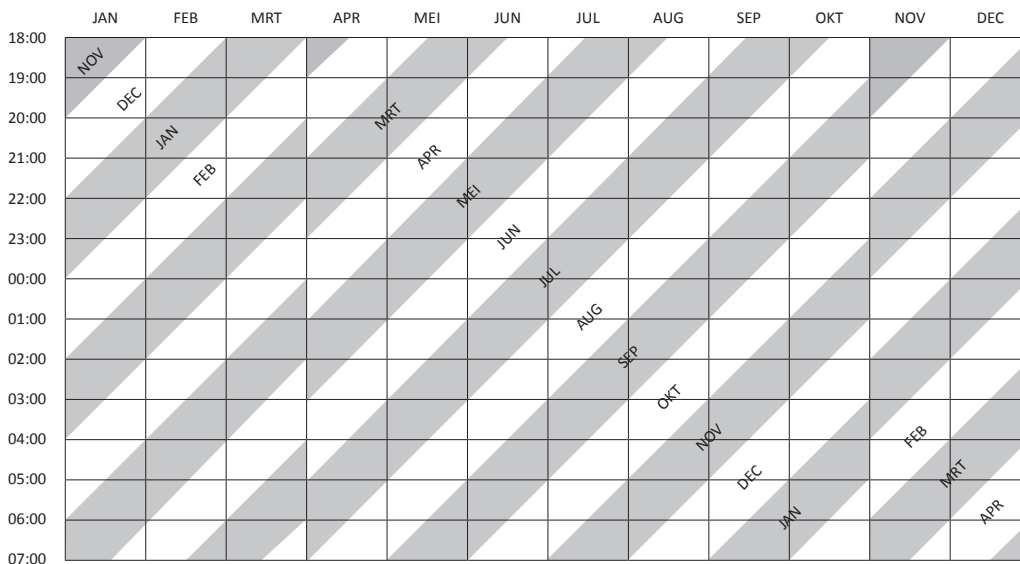 JAN FEB MRT APR MEI JUN JUL AUG SEP OKT NOV DEC
18:00
NOV
19:00
DEC
20:00
MRT
JAN
21:00
APR
FEB
22:00
MEI
23:00
JUN
00:00
JUL
01:00
AUG
02:00
SEP
03:00
OKT
04:00
NOV FEB
05:00
DEC MRT
06:00
JAN APR
07:00